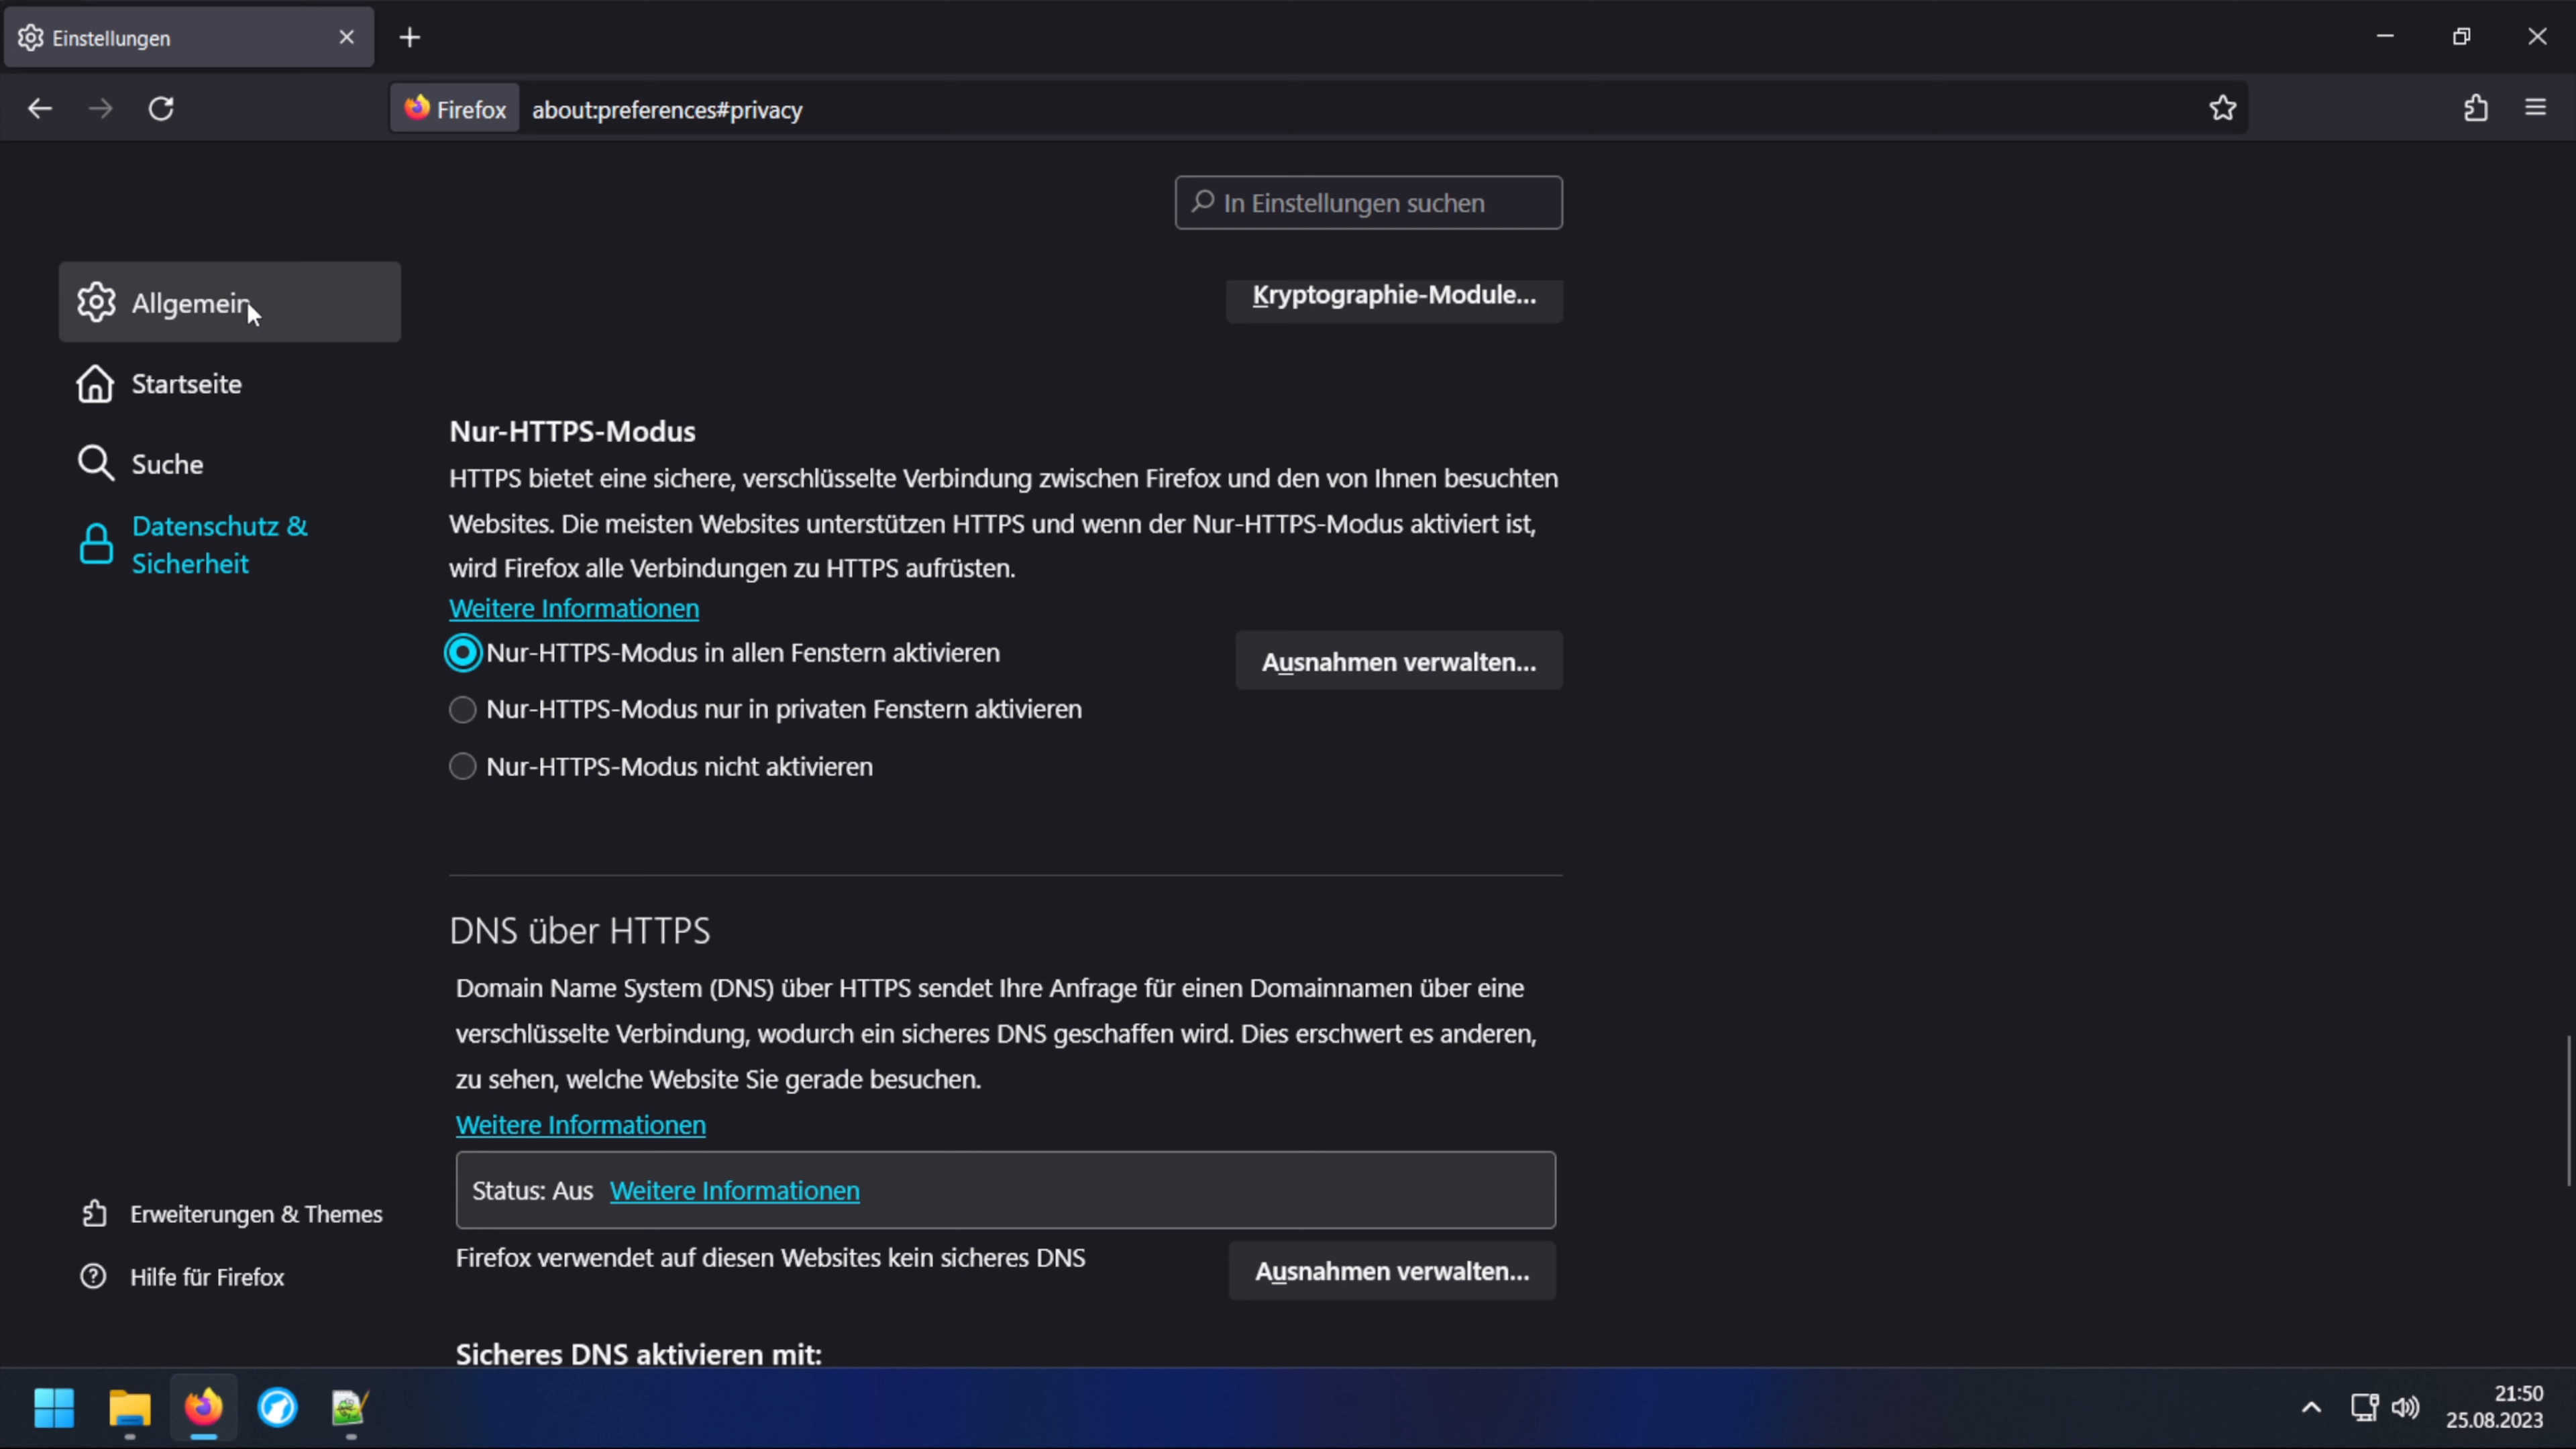 Einstellungen
Firefox about:preferences#privacy
In Einstellungen suchen
Allgemein
Startseite
Suche
Datenschutz &
Sicherheit
Erweiterungen & Themes
Hilfe für Firefox
Kryptographie-Module...
Nur-HTTPS-Modus
HTTPS bietet eine sichere, verschlüsselte Verbindung zwischen Firefox und den von Ihnen besuchten
Websites. Die meisten Websites unterstützen HTTPS und wenn der Nur-HTTPS-Modus aktiviert ist,
wird Firefox alle Verbindungen zu HTTPS aufrüsten.
Weitere Informationen
Nur-HTTPS-Modus in allen Fenstern aktivieren
Ausnahmen verwalten...
Nur-HTTPS-Modus nur in privaten Fenstern aktivieren
Nur-HTTPS-Modus nicht aktivieren
DNS über HTTPS
Domain Name System (DNS) über HTTPS sendet Ihre Anfrage für einen Domainnamen über eine
verschlüsselte Verbindung, wodurch ein sicheres DNS geschaffen wird. Dies erschwert es anderen,
zu sehen, welche Website Sie gerade besuchen.
Weitere Informationen
Status: Aus Weitere Informationen
Firefox verwendet auf diesen Websites kein sicheres DNS
Ausnahmen verwalten...
Sicheres DNS aktivieren mit:
21:50
25.08.2023